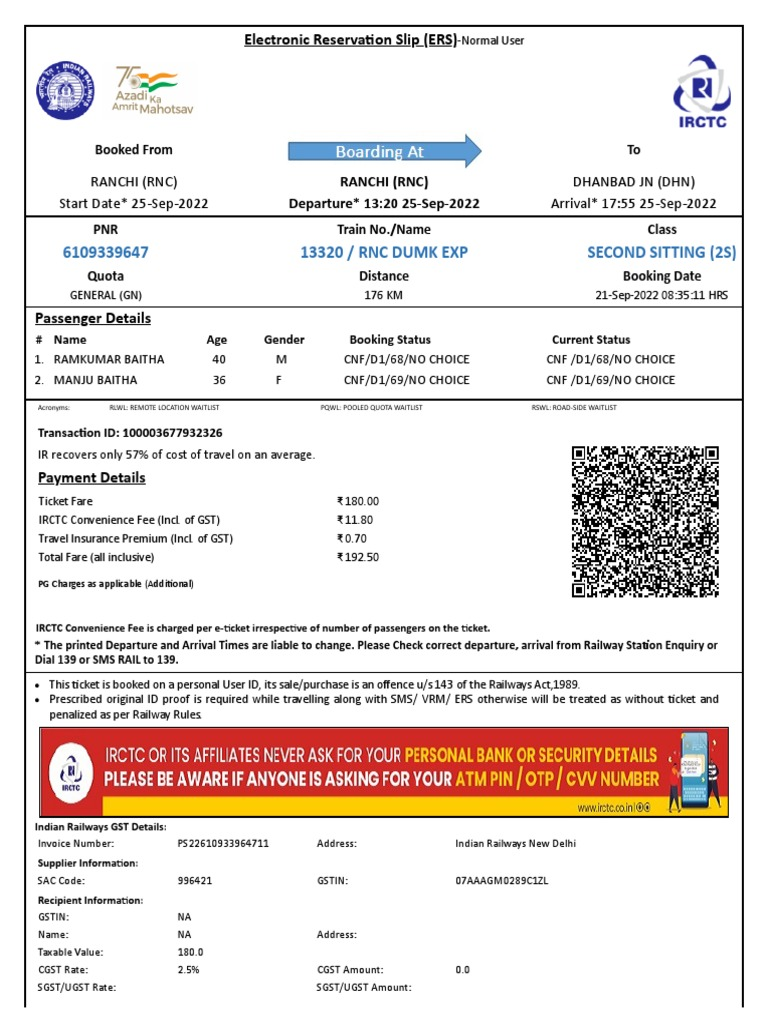 Electronic Reservation Slip (ERS)-Normal User
75 Azadi Ka Amrit Mahotsav
IRCTC
Booked From Boarding At To
RANCHI (RNC) RANCHI (RNC) DHANBAD JN (DHN)
Start Date* 25-Sep-2022 Departure* 13:20 25-Sep-2022 Arrival* 17:55 25-Sep-2022
PNR Train No./Name Class
6109339647 13320 / RNC DUMK EXP SECOND SITTING (2S)
Quota Distance Booking Date
GENERAL (GN) 176 KM 21-Sep-2022 08:35:11 HRS
Passenger Details
# Name Age Gender Booking Status Current Status
1. RAMKUMAR BAITHA 40 M CNF/D1/68/NO CHOICE CNF /D1/68/NO CHOICE
2. MANJU BAITHA 36 F CNF/D1/69/NO CHOICE CNF /D1/69/NO CHOICE
Acronyms: RLWL: REMOTE LOCATION WAITLIST PQWL: POOLED QUOTA WAITLIST RSWL: ROAD-SIDE WAITLIST
Transaction ID: 100003677932326
IR recovers only 57% of cost of travel on an average.
Payment Details
Ticket Fare ₹ 180.00
IRCTC Convenience Fee (Incl. of GST) ₹ 11.80
Travel Insurance Premium (Incl. of GST) ₹ 0.70
Total Fare (all inclusive) ₹ 192.50
PG Charges as applicable (Additional)
IRCTC Convenience Fee is charged per e-ticket irrespective of number of passengers on the ticket.
* The printed Departure and Arrival Times are liable to change. Please Check correct departure, arrival from Railway Station Enquiry or
Dial 139 or SMS RAIL to 139.
• This ticket is booked on a personal User ID, its sale/purchase is an offence u/s 143 of the Railways Act,1989.
• Prescribed original ID proof is required while travelling along with SMS/ VRM/ ERS otherwise will be treated as without ticket and
penalized as per Railway Rules.
IRCTC OR ITS AFFILIATES NEVER ASK FOR YOUR PERSONAL BANK OR SECURITY DETAILS
PLEASE BE AWARE IF ANYONE IS ASKING FOR YOUR ATM PIN / OTP / CVV NUMBER
IRCTC
www.irctc.co.in
Indian Railways GST Details:
Invoice Number: PS22610933964711 Address: Indian Railways New Delhi
Supplier Information:
SAC Code: 996421 GSTIN: 07AAAGM0289C1ZL
Recipient Information:
GSTIN: NA
Name: NA Address:
Taxable Value: 180.0
CGST Rate: 2.5% CGST Amount: 0.0
SGST/UGST Rate: SGST/UGST Amount: